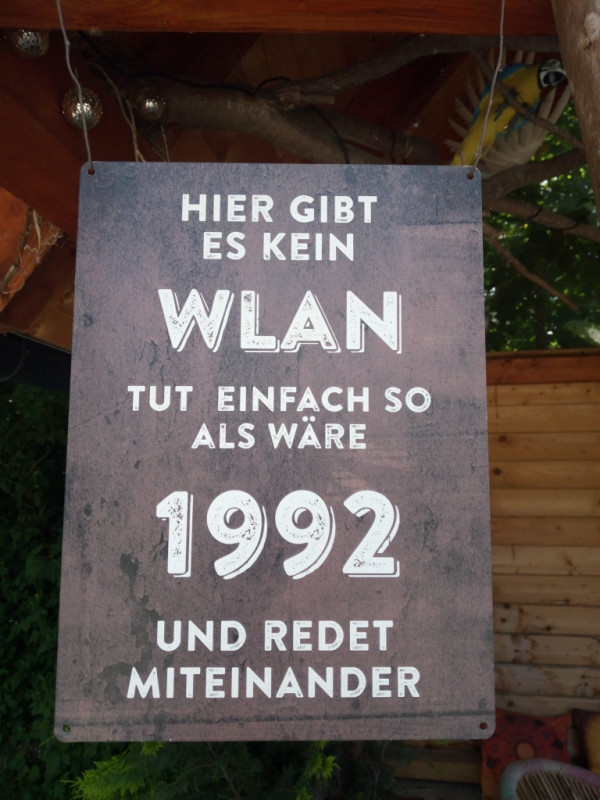 HIER GIBT
ES KEIN
WLAN
TUT EINFACH SO
ALS WÄRE
1992
UND REDET
MITEINANDER